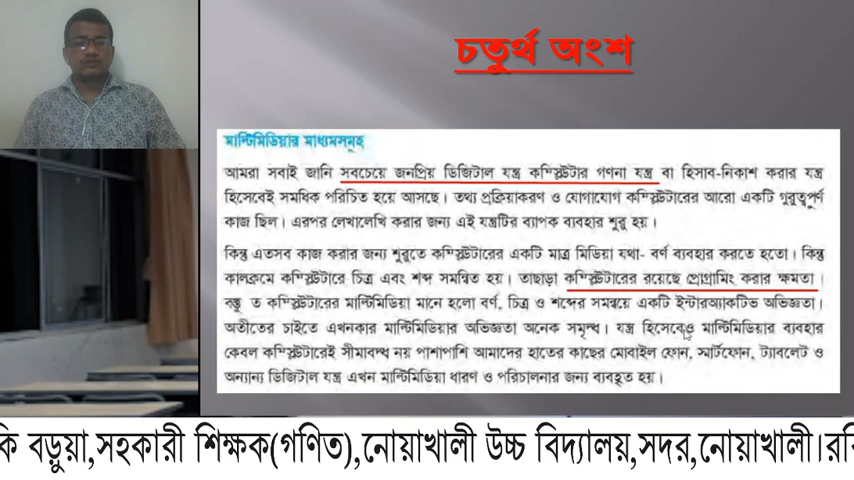 চতুর্থ অংশ
মাল্টিমিডিয়ার মাধ্যমসমূহ
আমরা সবাই জানি সবচেয়ে জনপ্রিয় ডিজিটাল যন্ত্র কম্পিউটার গণনা যন্ত্র বা হিসাব-নিকাশ করার যন্ত্র
হিসেবেই সমধিক পরিচিত হয়ে আসছে। তথ্য প্রক্রিয়াকরণ ও যোগাযোগ কম্পিউটারের আরো একটি গুরুত্বপূর্ণ
কাজ ছিল। এরপর লেখালেখি করার জন্য এই যন্ত্রটির ব্যাপক ব্যবহার শুরু হয়।
কিন্তু এতসব কাজ করার জন্য শুরুতে কম্পিউটারের একটি মাত্র মিডিয়া যথা- বর্ণ ব্যবহার করতে হতো। কিন্তু
কালক্রমে কম্পিউটারে চিত্র এবং শব্দ সমন্বিত হয়। তাছাড়া কম্পিউটারের রয়েছে প্রোগ্রামিং করার ক্ষমতা।
বস্তু ত কম্পিউটারের মাল্টিমিডিয়া মানে হলো বর্ণ, চিত্র ও শব্দের সমন্বয়ে একটি ইন্টারঅ্যাকটিভ অভিজ্ঞতা।
অতীতের চাইতে এখনকার মাল্টিমিডিয়ার অভিজ্ঞতা অনেক সমৃদ্ধ। যন্ত্র হিসেবেও মাল্টিমিডিয়ার ব্যবহার
কেবল কম্পিউটারেই সীমাবদ্ধ নয় পাশাপাশি আমাদের হাতের কাছের মোবাইল ফোন, স্মার্টফোন, ট্যাবলেট ও
অন্যান্য ডিজিটাল যন্ত্র এখন মাল্টিমিডিয়া ধারণ ও পরিচালনার জন্য ব্যবহৃত হয়।
কি বড়ুয়া,সহকারী শিক্ষক(গণিত),নোয়াখালী উচ্চ বিদ্যালয়,সদর,নোয়াখালী।রবি